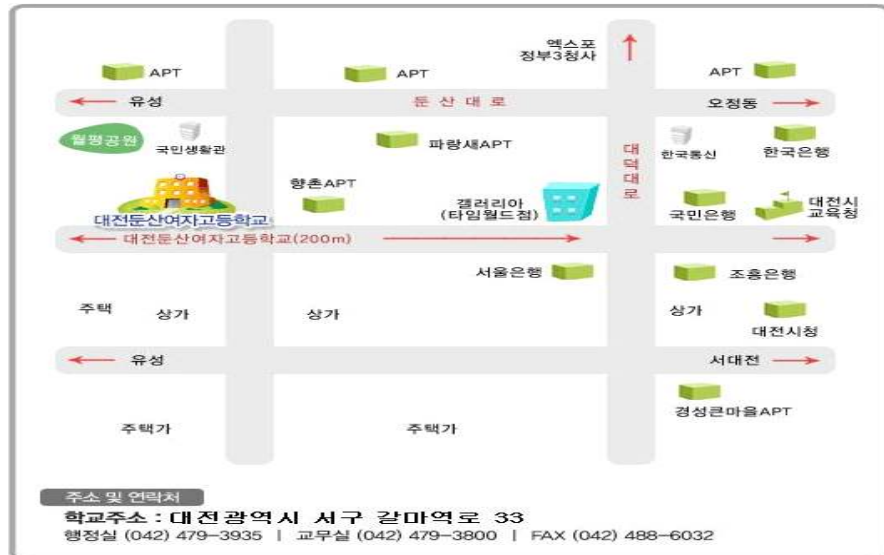 엑스포
정부3청사
APT
APT
APT
유성
둔산대로
오정동
월평공원
국민생활관
파랑새APT
대덕대로
한국통신
한국은행
향촌APT
갤러리아
(타임월드점)
국민은행
대전시
교육청
대전둔산여자고등학교
대전둔산여자고등학교(200m)
서울은행
조흥은행
주택
상가
상가
상가
대전시청
유성
서대전
경성큰마을APT
주택가
주택가
주소 및 연락처
학교주소 : 대전광역시 서구 갈마역로 33
행정실 (042) 479-3935 | 교무실 (042) 479-3800 | FAX (042) 488-6032